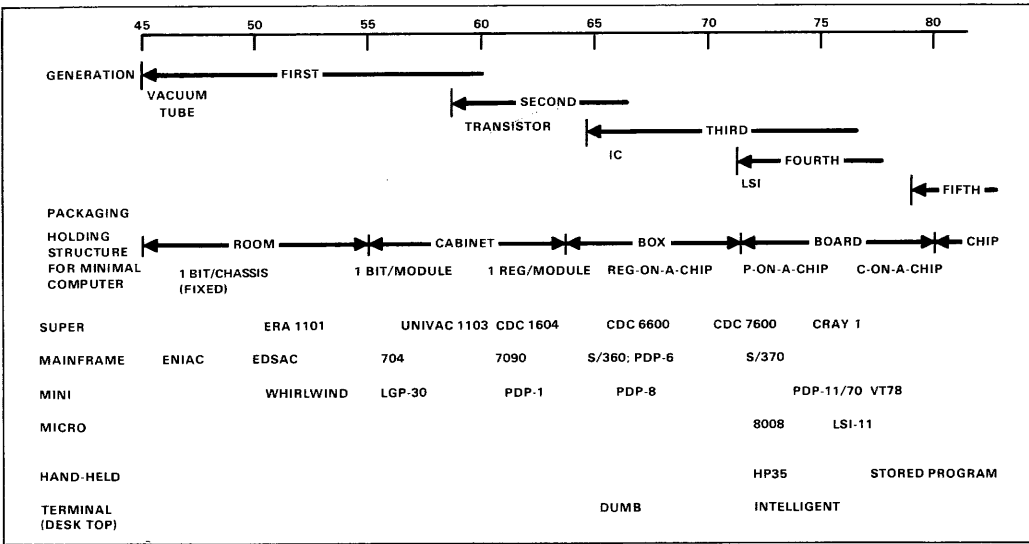 45 50 55 60 65 70 75 80
GENERATION FIRST
VACUUM
TUBE
SECOND
TRANSISTOR
THIRD
IC
FOURTH
LSI
FIFTH
PACKAGING
HOLDING
STRUCTURE
FOR MINIMAL
COMPUTER
ROOM CABINET BOX BOARD CHIP
1 BIT/CHASSIS
(FIXED)
1 BIT/MODULE 1 REG/MODULE REG-ON-A-CHIP P-ON-A-CHIP C-ON-A-CHIP
SUPER ERA 1101 UNIVAC 1103 CDC 1604 CDC 6600 CDC 7600 CRAY 1
MAINFRAME ENIAC EDSAC 704 7090 S/360; PDP-6 S/370
MINI WHIRLWIND LGP-30 PDP-1 PDP-8 PDP-11/70 VT78
MICRO 8008 LSI-11
HAND-HELD HP35 STORED PROGRAM
TERMINAL
(DESK TOP)
DUMB INTELLIGENT